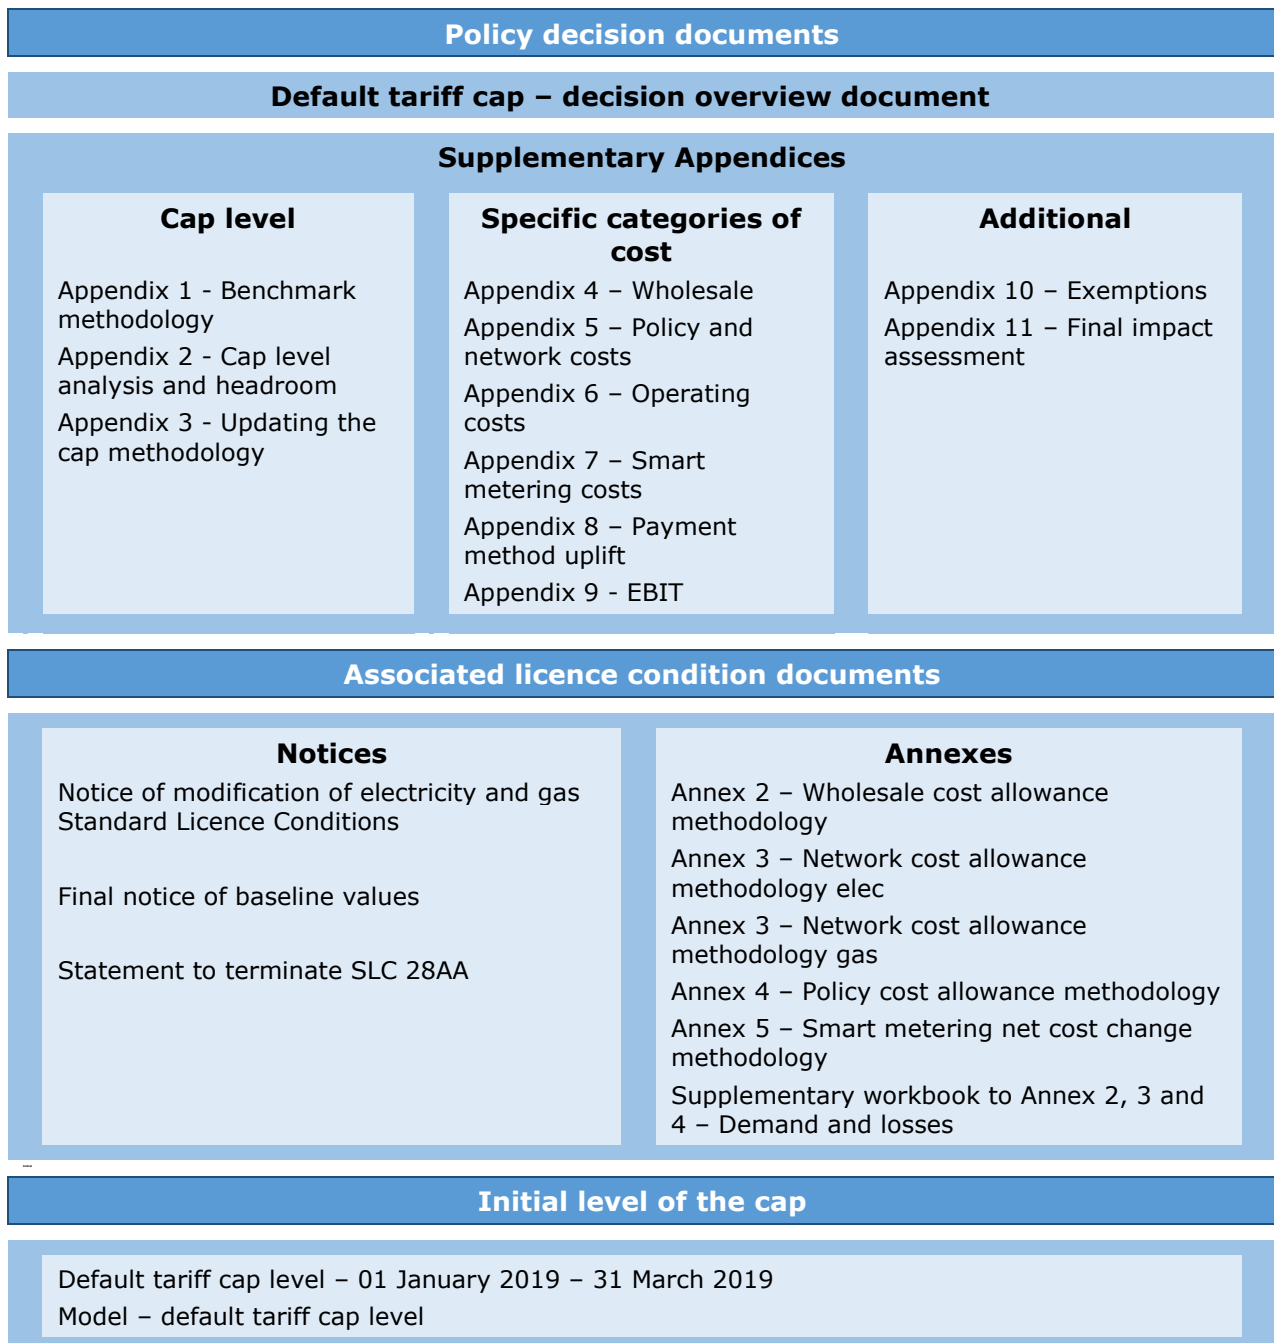 Policy decision documents
Default tariff cap – decision overview document
Supplementary Appendices
Cap level
Appendix 1 - Benchmark
methodology
Appendix 2 - Cap level
analysis and headroom
Appendix 3 - Updating the
cap methodology
Specific categories of
cost
Appendix 4 – Wholesale
Appendix 5 – Policy and
network costs
Appendix 6 – Operating
costs
Appendix 7 – Smart
metering costs
Appendix 8 – Payment
method uplift
Appendix 9 - EBIT
Additional
Appendix 10 – Exemptions
Appendix 11 – Final impact
assessment
Associated licence condition documents
Notices
Notice of modification of electricity and gas
Standard Licence Conditions
Final notice of baseline values
Statement to terminate SLC 28AA
Annexes
Annex 2 – Wholesale cost allowance
methodology
Annex 3 – Network cost allowance
methodology elec
Annex 3 – Network cost allowance
methodology gas
Annex 4 – Policy cost allowance methodology
Annex 5 – Smart metering net cost change
methodology
Supplementary workbook to Annex 2, 3 and
4 – Demand and losses
Initial level of the cap
Default tariff cap level – 01 January 2019 – 31 March 2019
Model – default tariff cap level